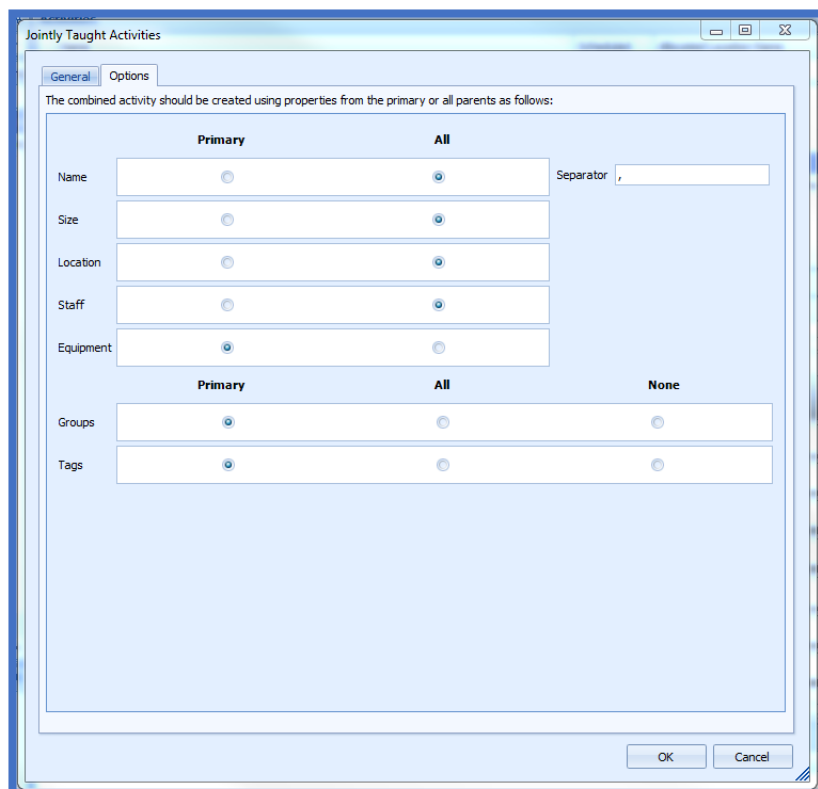 Jointly Taught Activities
General Options
The combined activity should be created using properties from the primary or all parents as follows:
Primary All
Name Separator ,
Size
Location
Staff
Equipment
Primary All None
Groups
Tags
OK Cancel